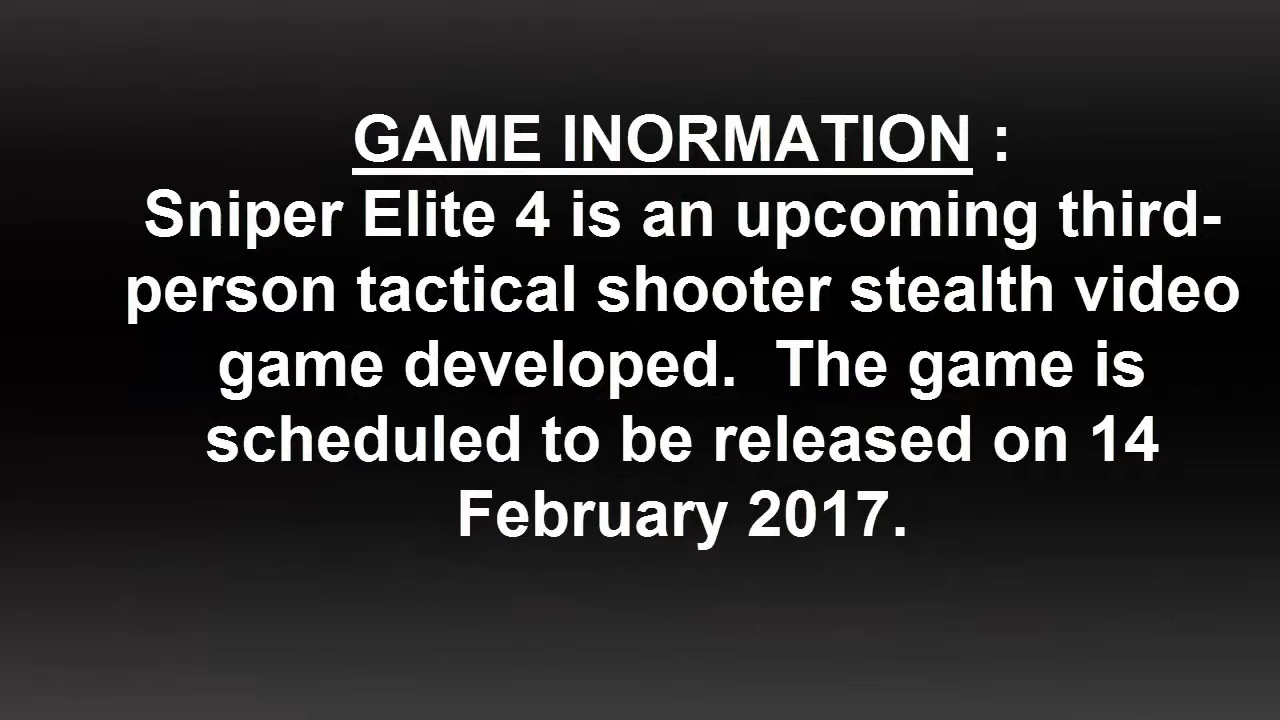 GAME INORMATION :
Sniper Elite 4 is an upcoming third-
person tactical shooter stealth video
game developed.  The game is
scheduled to be released on 14
February 2017.